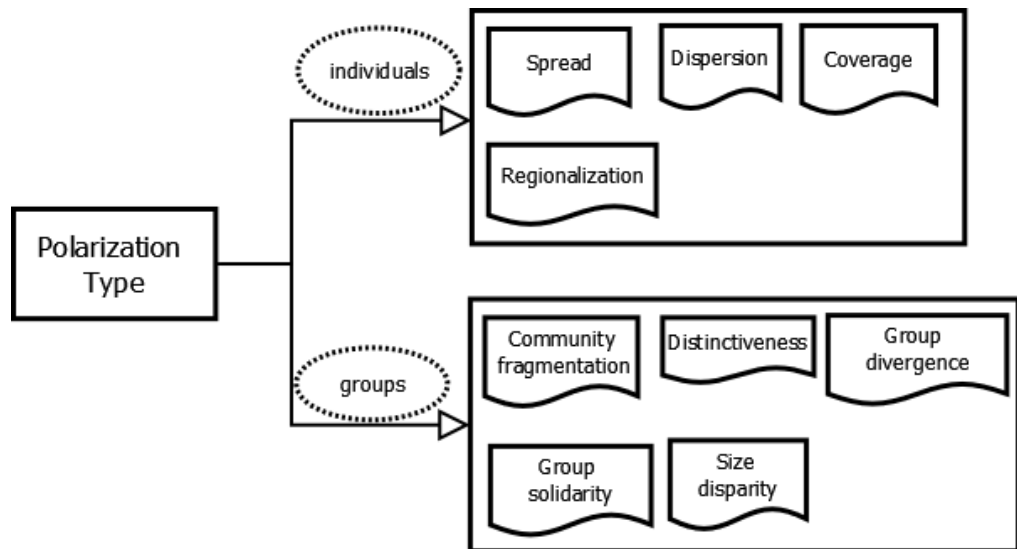 individuals
Spread
Dispersion
Coverage
Regionalization
Polarization
Type
groups
Community
fragmentation
Distinctiveness
Group
divergence
Group
solidarity
Size
disparity